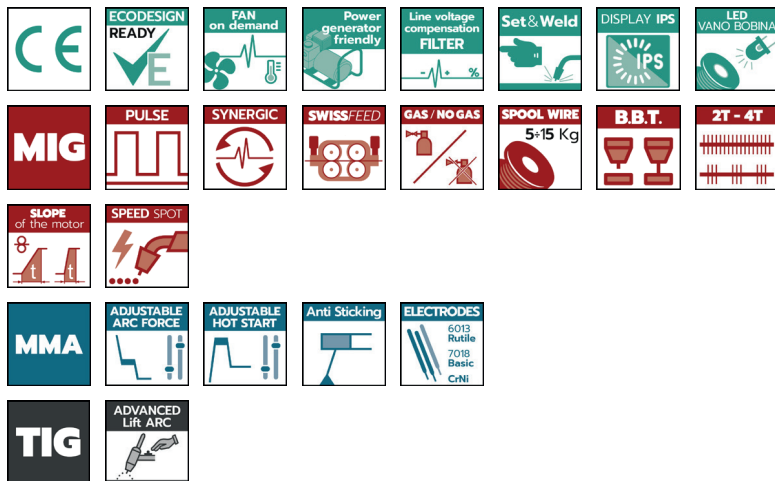 CE
ECODESIGN
READY
E
FAN
on demand
Power
generator
friendly
Line voltage
compensation
FILTER
- + %
Set&Weld
DISPLAY IPS
IPS
LED
VANO BOBINA
MIG
PULSE
SYNERGIC
SWISSFEED
GAS / NO GAS
SPOOL WIRE
5÷15 Kg
B.B.T.
2T - 4T
SLOPE
of the motor
t t
SPEED SPOT
MMA
ADJUSTABLE
ARC FORCE
ADJUSTABLE
HOT START
Anti Sticking
ELECTRODES
6013
Rutile
7018
Basic
CrNi
TIG
ADVANCED
Lift ARC